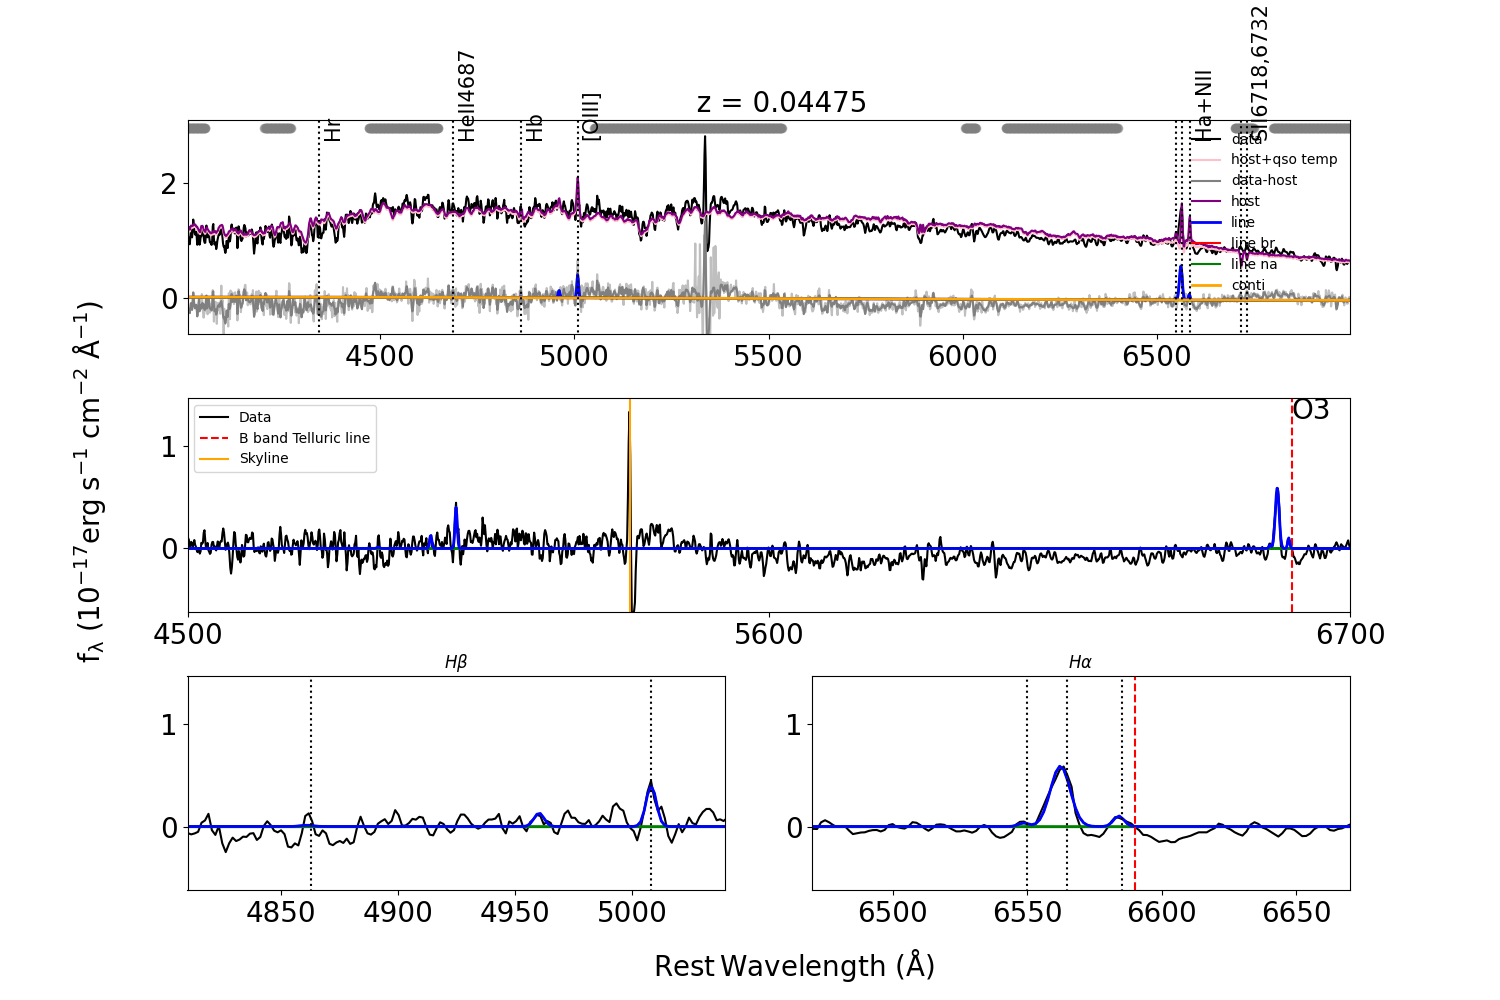 z = 0.04475
Hr
HeII4687
Hb
[OIII]
Ha+NII
SII6718,6732
data
host+qso temp
data-host
host
line
line br
line na
conti
2
0
4500 5000 5500 6000 6500
Data
B band Telluric line
Skyline
O3
1
0
4500 5600 6700
fλ (10−17erg s−1 cm−2 Å−1)
Hβ
1
0
4850 4900 4950 5000
Hα
1
0
6500 6550 6600 6650
Rest Wavelength (Å)